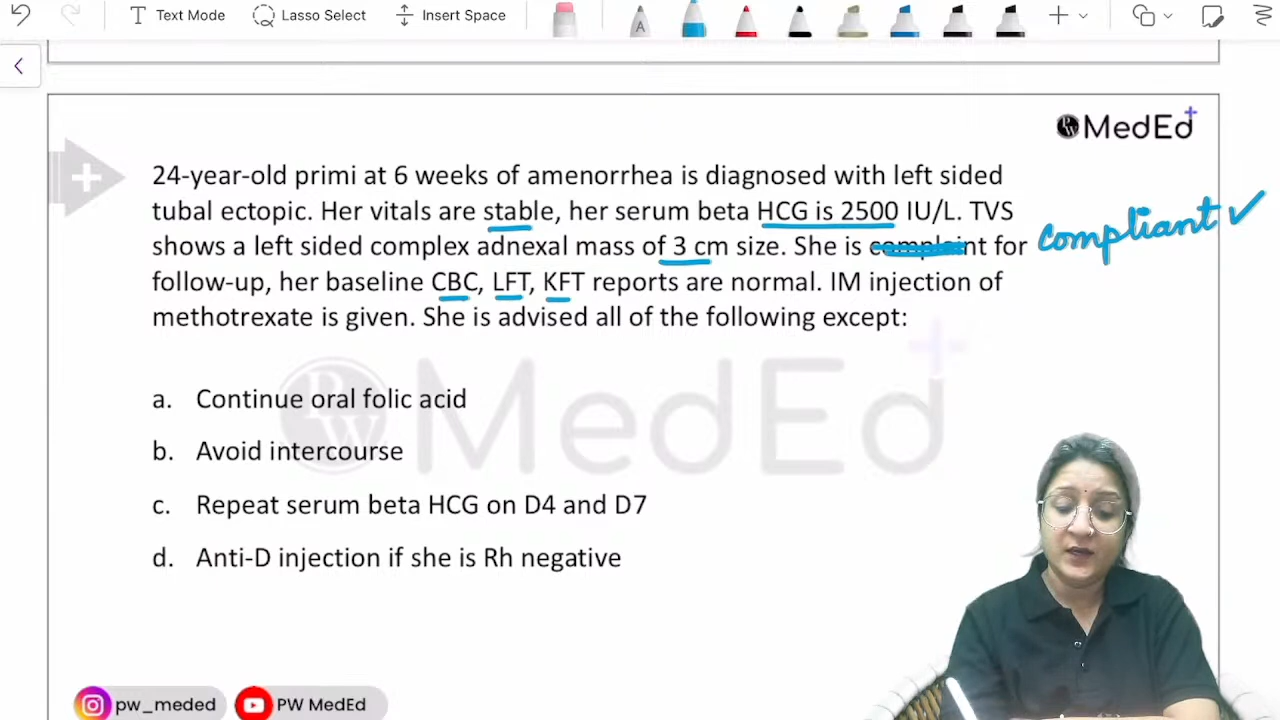 Text Mode Lasso Select Insert Space
PW MedEd+
24-year-old primi at 6 weeks of amenorrhea is diagnosed with left sided
tubal ectopic. Her vitals are stable, her serum beta HCG is 2500 IU/L. TVS
shows a left sided complex adnexal mass of 3 cm size. She is complaint for compliant
follow-up, her baseline CBC, LFT, KFT reports are normal. IM injection of
methotrexate is given. She is advised all of the following except:
PW MedEd+
a. Continue oral folic acid
b. Avoid intercourse
c. Repeat serum beta HCG on D4 and D7
d. Anti-D injection if she is Rh negative
pw_meded PW MedEd